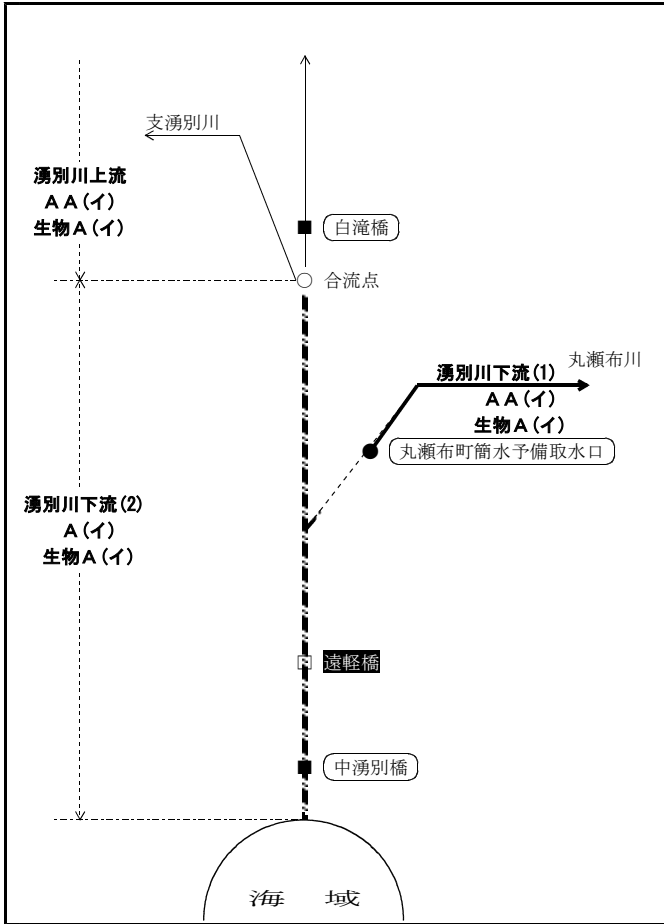 支湧別川
湧別川上流
ＡＡ(イ)
生物Ａ(イ)
白滝橋
合流点
丸瀬布川
湧別川下流(1)
ＡＡ(イ)
生物Ａ(イ)
丸瀬布町簡水予備取水口
湧別川下流(2)
Ａ(イ)
生物Ａ(イ)
遠軽橋
中湧別橋
海　域